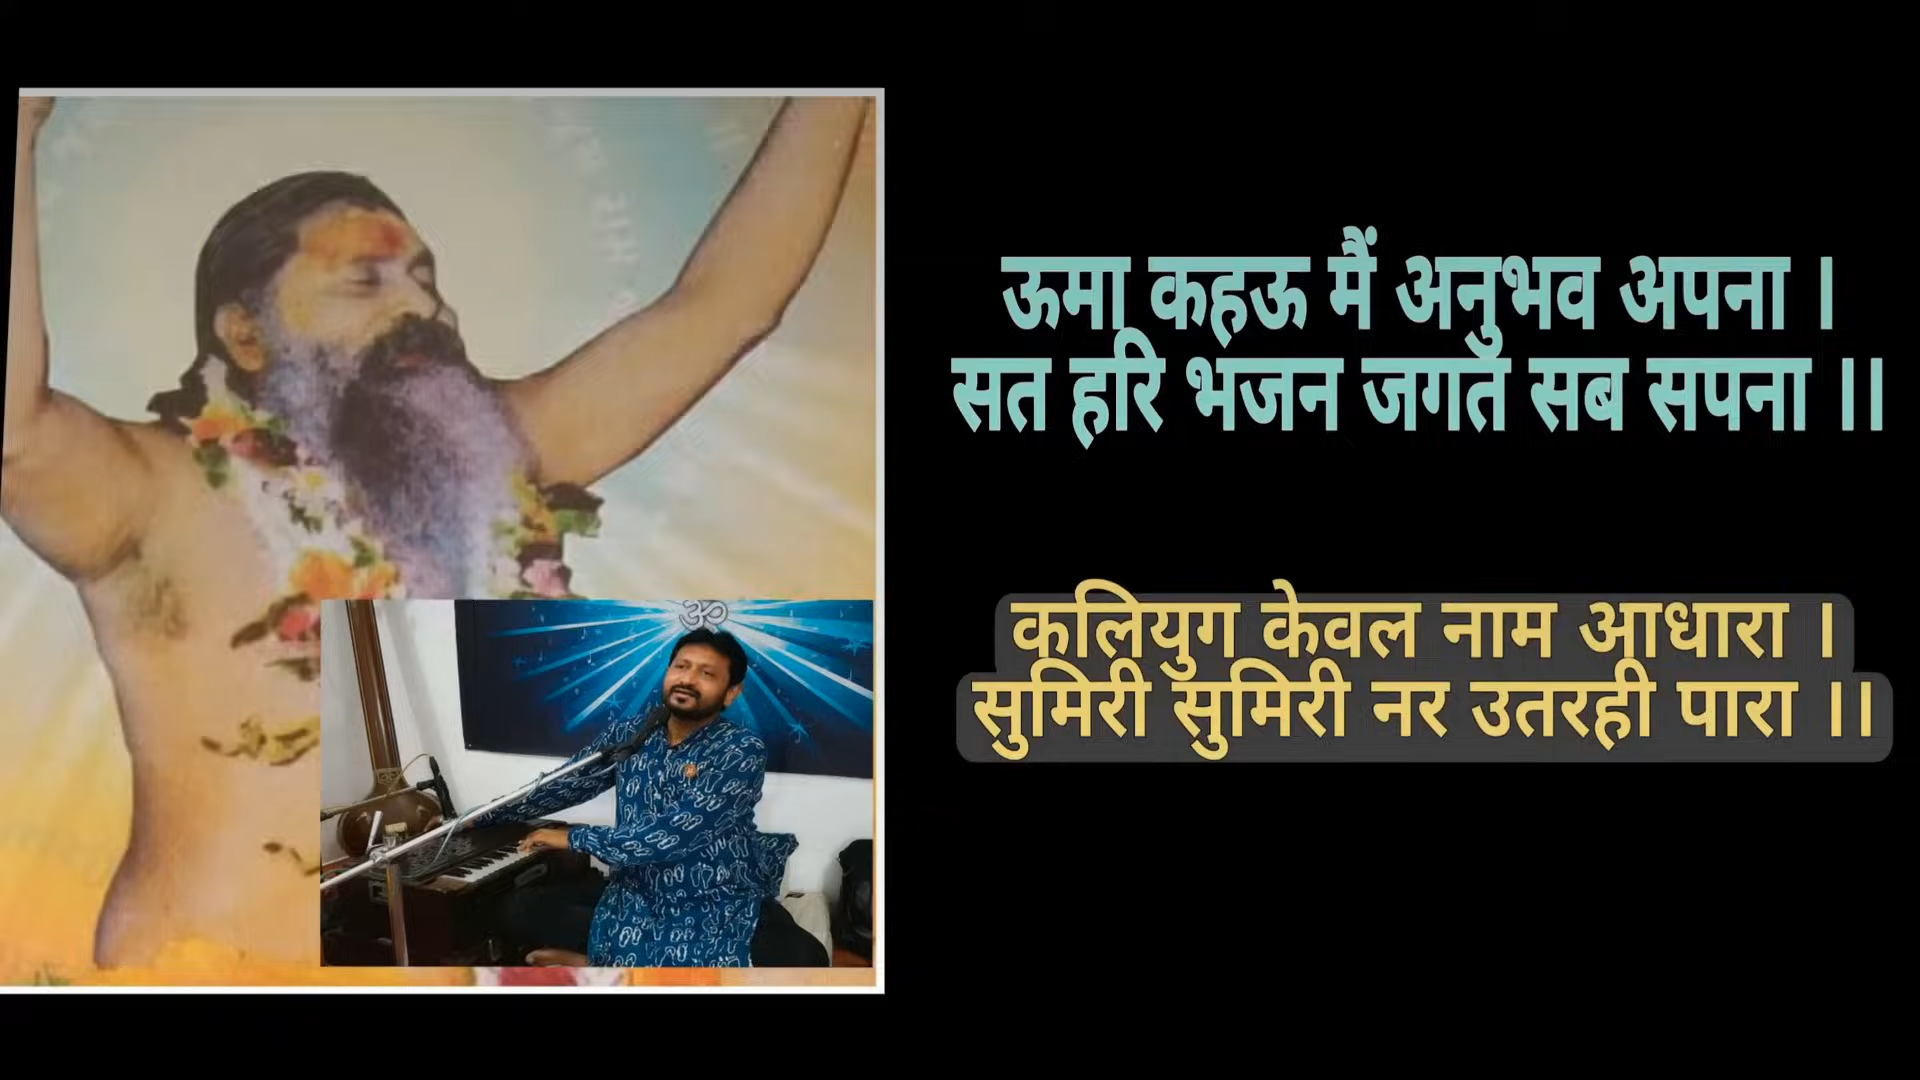 ऊमा कहऊ मैं अनुभव अपना ।
सत हरि भजन जगत सब सपना ।।
कलियुग केवल नाम आधारा ।
सुमिरी सुमिरी नर उतरही पारा ।।
ॐ